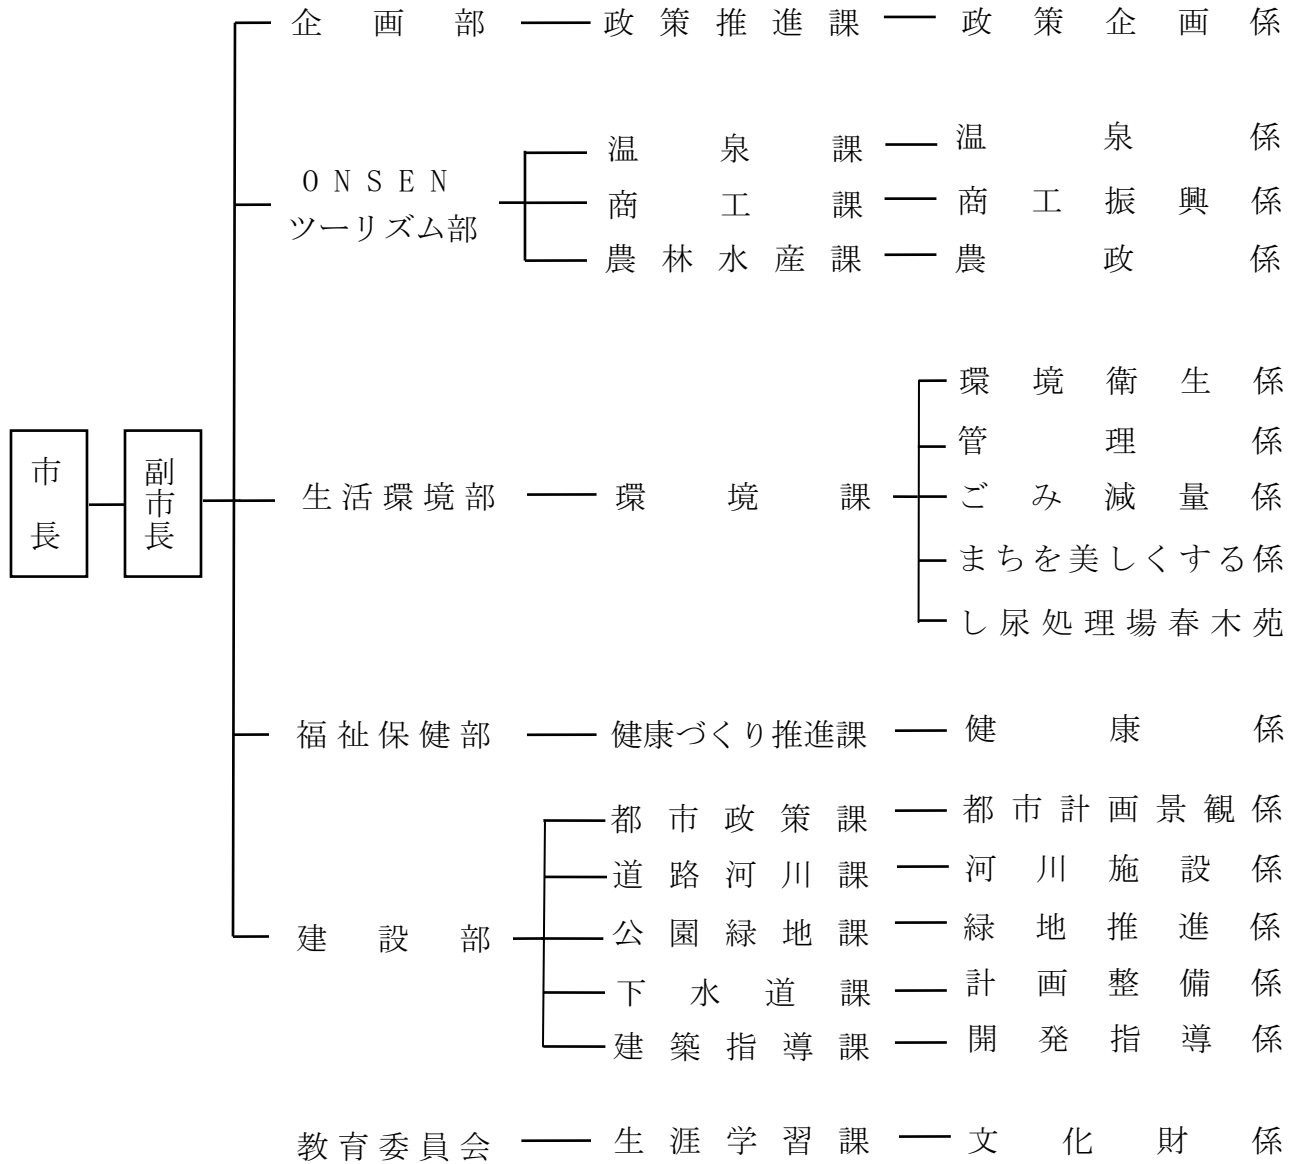 企画部 政策推進課 政策企画係
温泉課 温泉係
ONSEN
ツーリズム部
商工課 商工振興係
農林水産課 農政係
環境衛生係
管理係
市長 副市長 生活環境部 環境課 ごみ減量係
まちを美しくする係
し尿処理場春木苑
福祉保健部 健康づくり推進課 健康係
都市政策課 都市計画景観係
道路河川課 河川施設係
建設部 公園緑地課 緑地推進係
下水道課 計画整備係
建築指導課 開発指導係
教育委員会 生涯学習課 文化財係